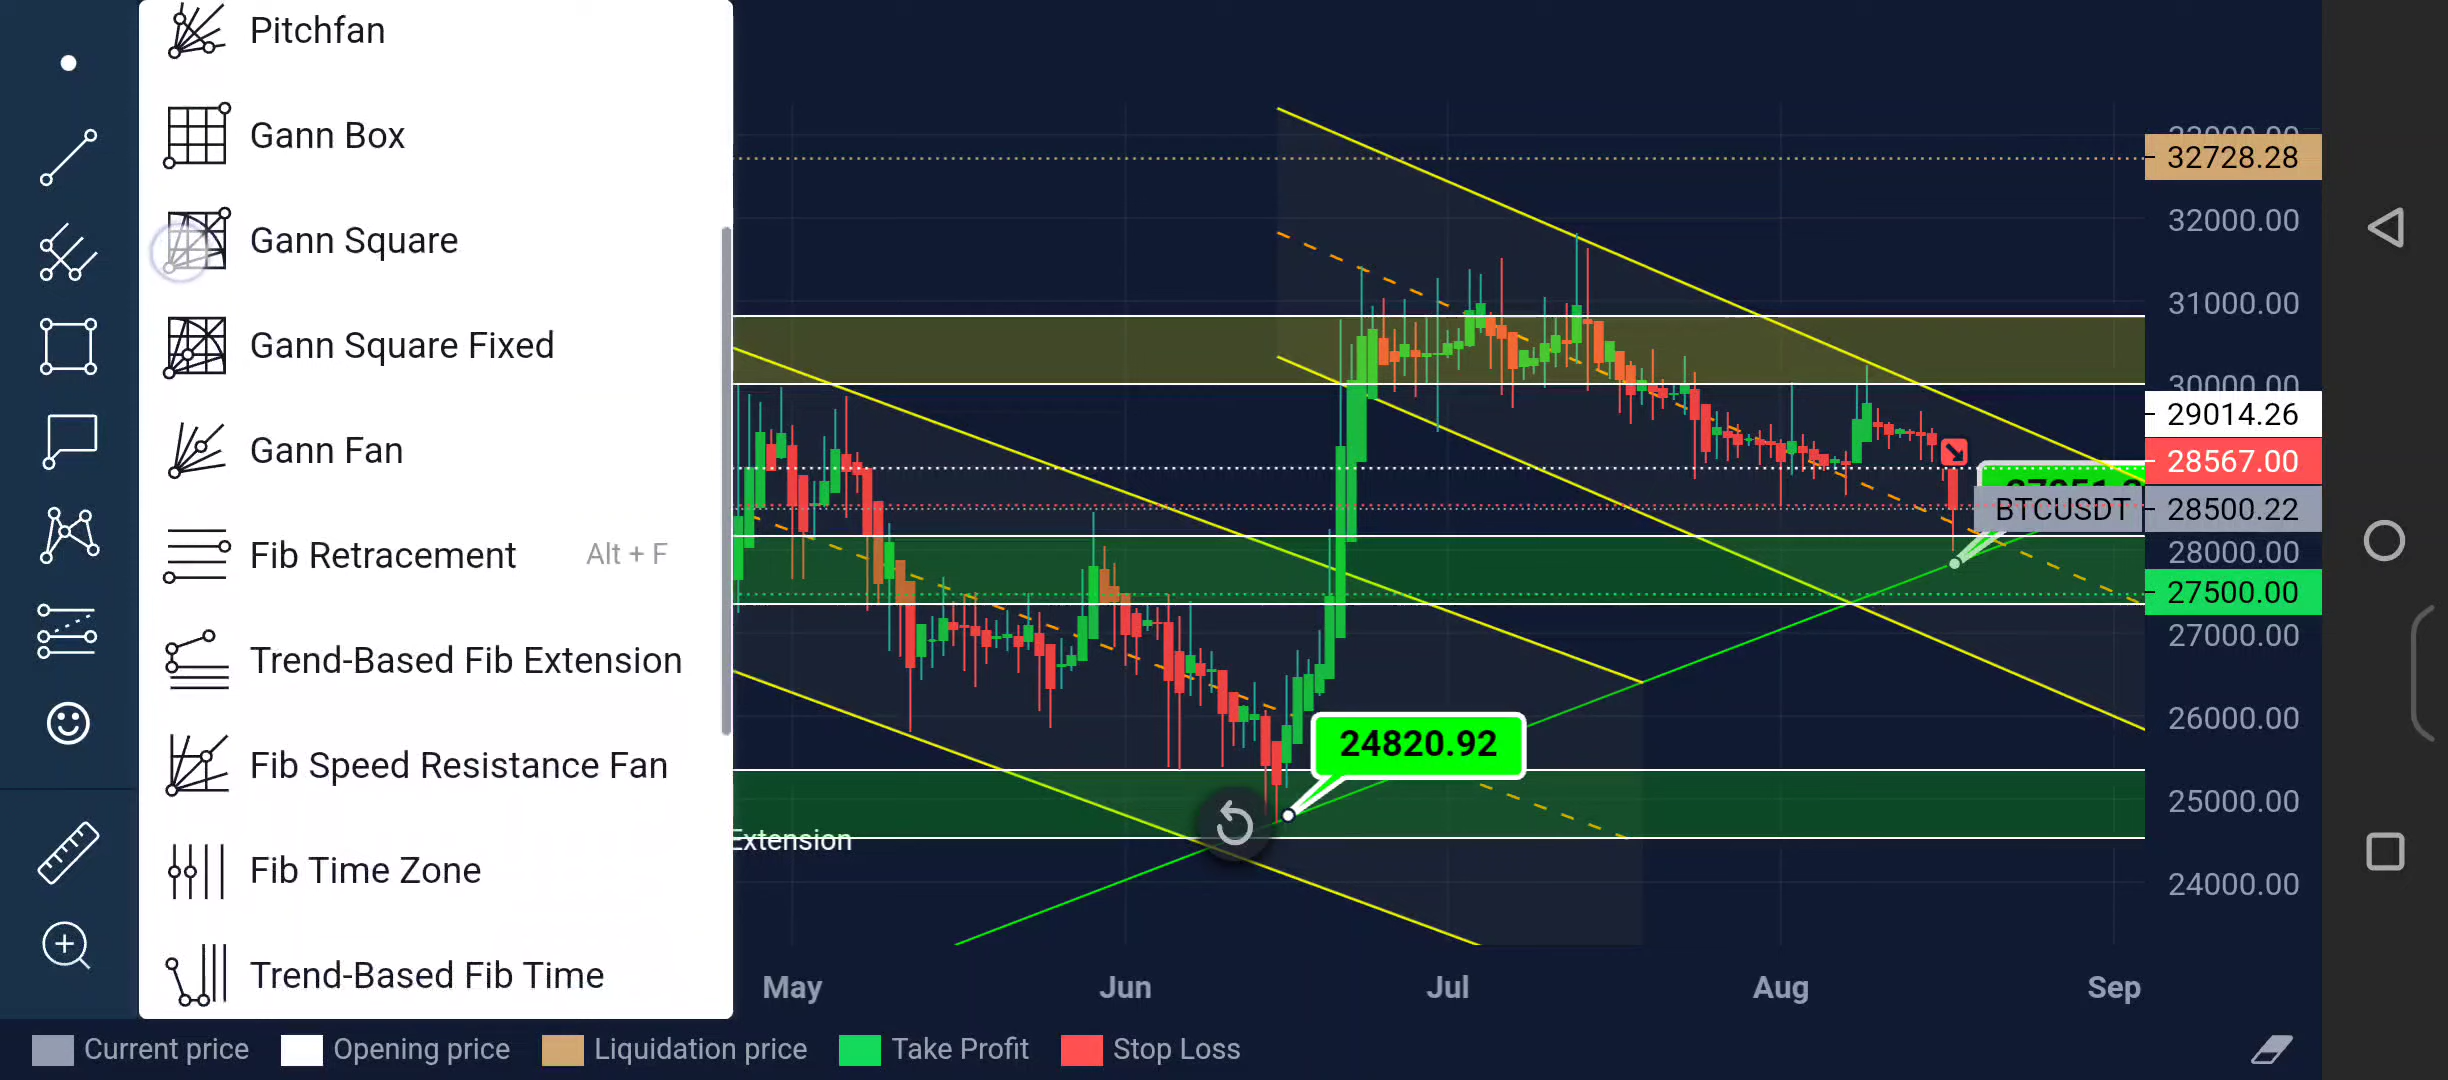 Pitchfan
Gann Box
Gann Square
Gann Square Fixed
Gann Fan
Fib Retracement Alt + F
Trend-Based Fib Extension
Fib Speed Resistance Fan
Fib Time Zone
Trend-Based Fib Time
Extension
24820.92
BTCUSDT
32728.28
32000.00
31000.00
30000.00
29014.26
28567.00
28500.22
28000.00
27500.00
27000.00
26000.00
25000.00
24000.00
May Jun Jul Aug Sep
Current price Opening price Liquidation price Take Profit Stop Loss